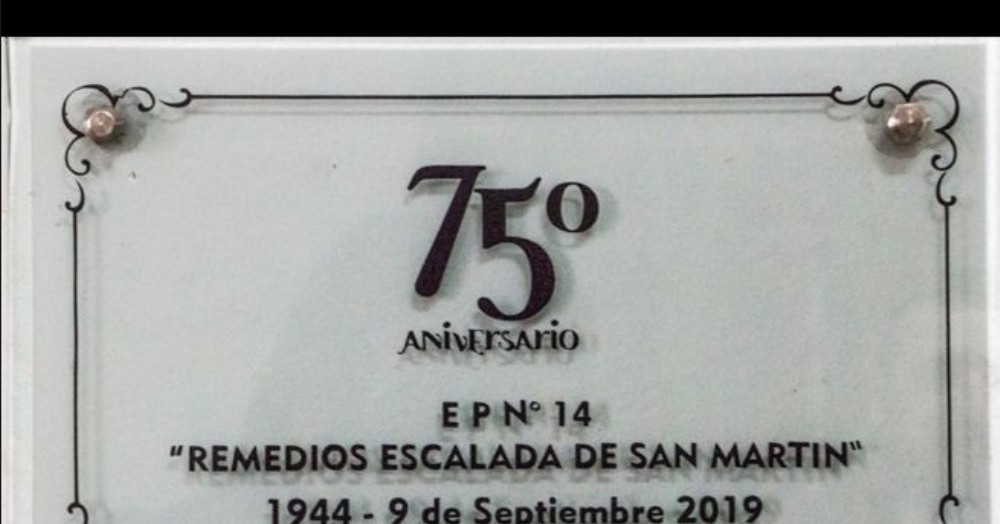 75º
ANIVERSARIO
E P Nº 14
"REMEDIOS ESCALADA DE SAN MARTIN"
1944 - 9 de Septiembre 2019